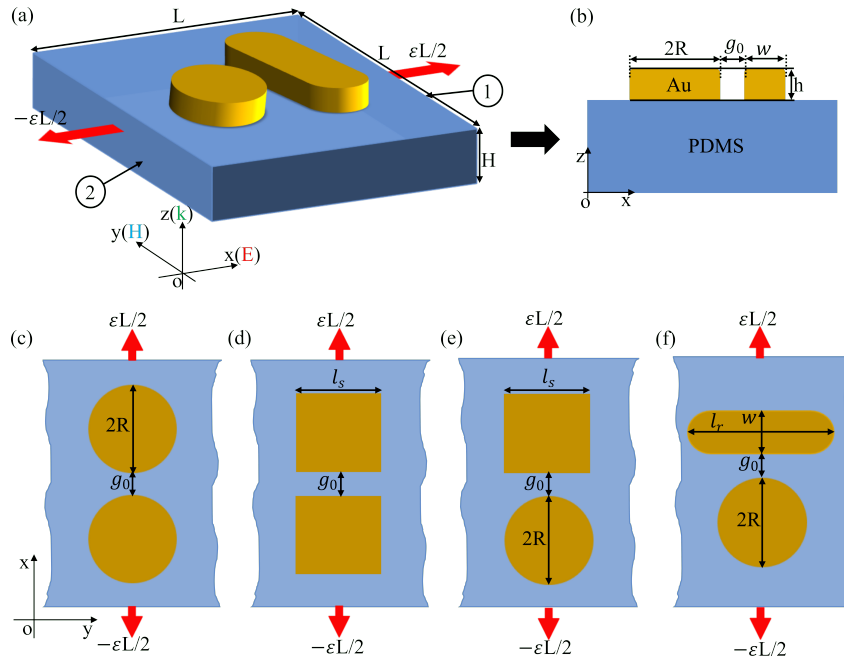 (a)
L
L
εL/2
1
−εL/2
2
H
z(k)
y(H)
x(E)
o
(b)
2R
g₀
w
Au
h
PDMS
z
o
x
(c)
εL/2
2R
g₀
x
o
y
−εL/2
(d)
εL/2
lₛ
g₀
−εL/2
(e)
εL/2
lₛ
g₀
2R
−εL/2
(f)
εL/2
lᵣ
w
g₀
2R
−εL/2